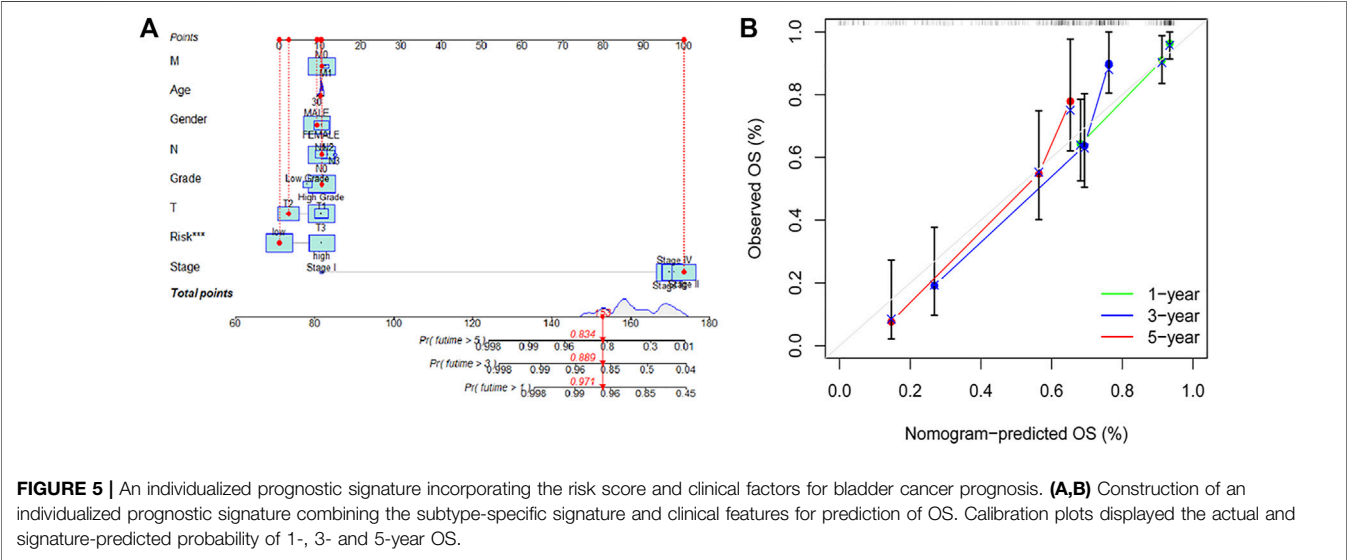 A
B
Points
0 10 20 30 40 50 60 70 80 90 100
M
M0
M1
Age
30
Gender
MALE
FEMALE
N
N2
N3
N0
Grade
Low Grade
High Grade
T
T2
T1
T3
Risk***
low
high
Stage
Stage I
Stage IV
Stage II
Total points
60 80 100 120 140 160 180
Pr( futime > 5 )
0.834
0.998 0.99 0.96 0.8 0.3 0.01
Pr( futime > 3 )
0.889
0.998 0.99 0.96 0.85 0.5 0.04
Pr( futime > 1 )
0.971
0.998 0.99 0.96 0.85 0.45
Observed OS (%)
1.0
0.8
0.6
0.4
0.2
0.0
1−year
3−year
5−year
0.0 0.2 0.4 0.6 0.8 1.0
Nomogram−predicted OS (%)
FIGURE 5 | An individualized prognostic signature incorporating the risk score and clinical factors for bladder cancer prognosis. (A,B) Construction of an
individualized prognostic signature combining the subtype-specific signature and clinical features for prediction of OS. Calibration plots displayed the actual and
signature-predicted probability of 1-, 3- and 5-year OS.